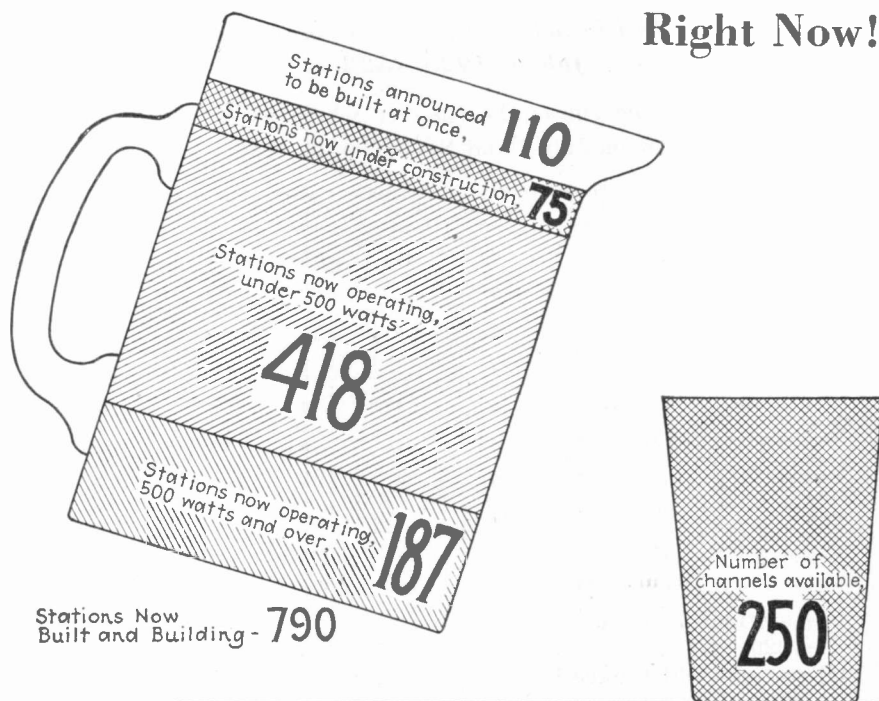 Right Now!
Stations announced
to be built at once, 110
Stations now under construction, 75
Stations now operating,
under 500 watts
418
Stations now operating,
500 watts and over, 187
Stations Now
Built and Building - 790
Number of
channels available,
250